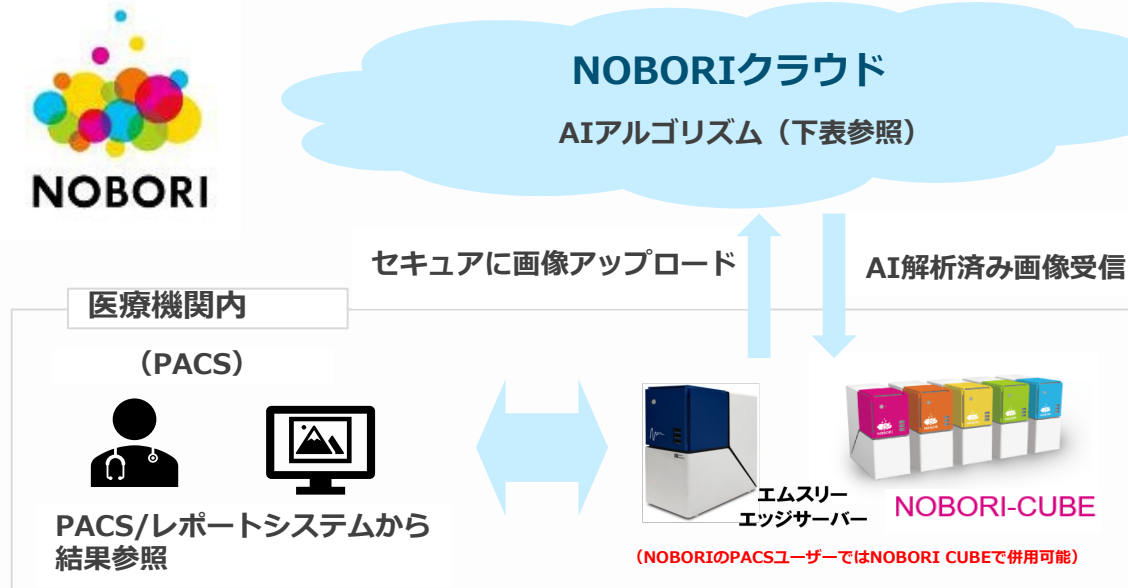 NOBORI
NOBORIクラウド
AIアルゴリズム（下表参照）
セキュアに画像アップロード
AI解析済み画像受信
医療機関内
（PACS）
PACS/レポートシステムから
結果参照
エムスリー
エッジサーバー
NOBORI-CUBE
（NOBORIのPACSユーザーではNOBORI CUBEで併用可能）